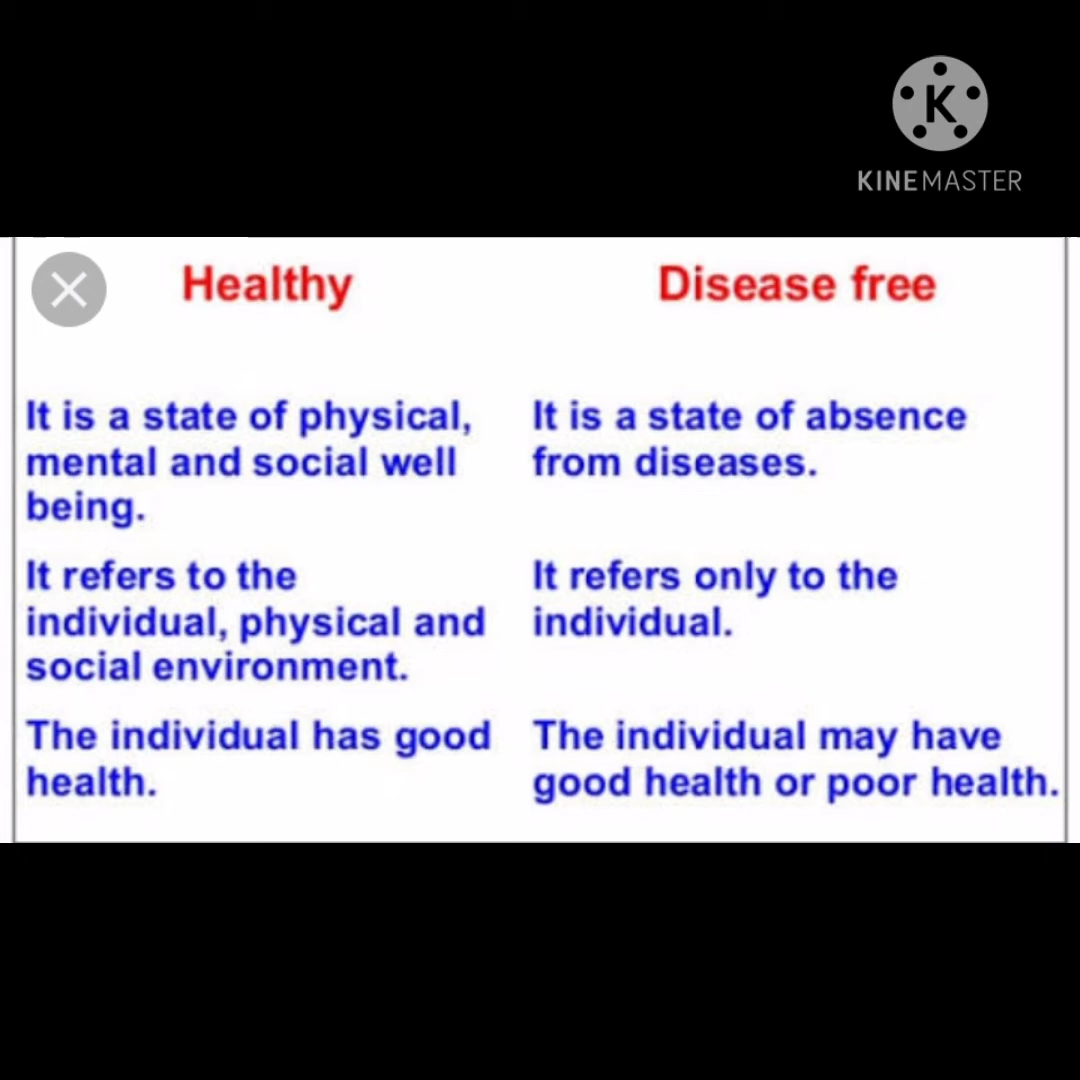 K
KINEMASTER
Healthy
Disease free
It is a state of physical,
mental and social well
being.
It is a state of absence
from diseases.
It refers to the
individual, physical and
social environment.
It refers only to the
individual.
The individual has good
health.
The individual may have
good health or poor health.